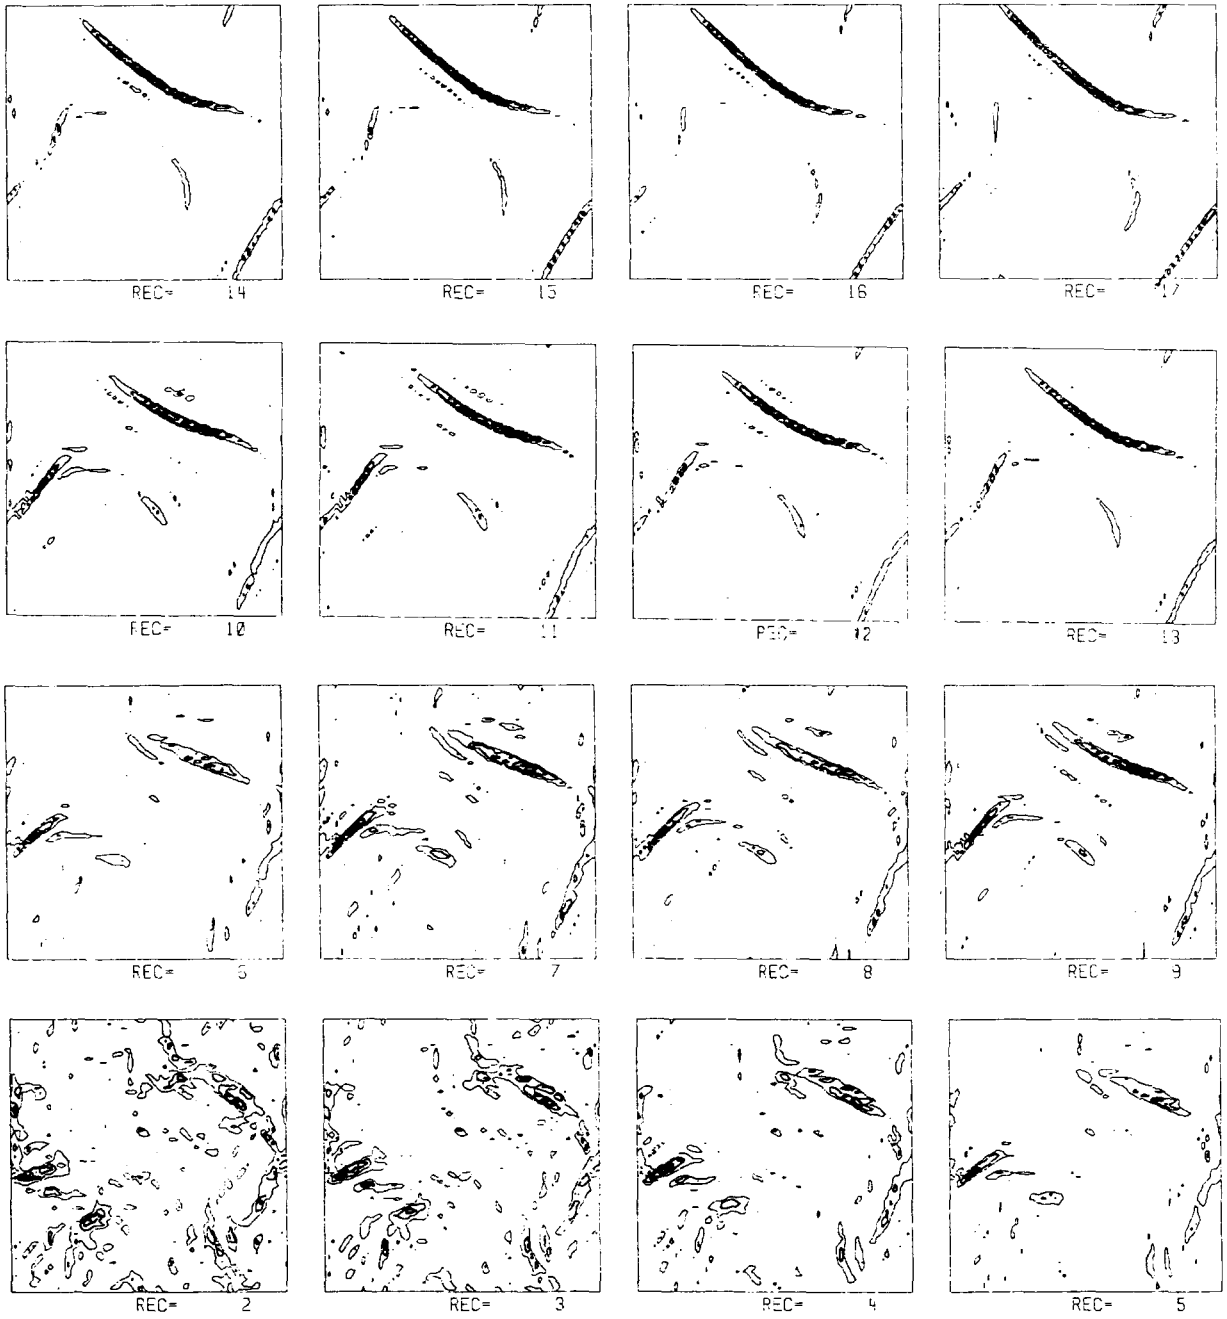 REC= 14
REC= 15
REC= 16
REC= 17
REC= 10
REC= 11
REC= 12
REC= 13
REC= 6
REC= 7
REC= 8
REC= 9
REC= 2
REC= 3
REC= 4
REC= 5